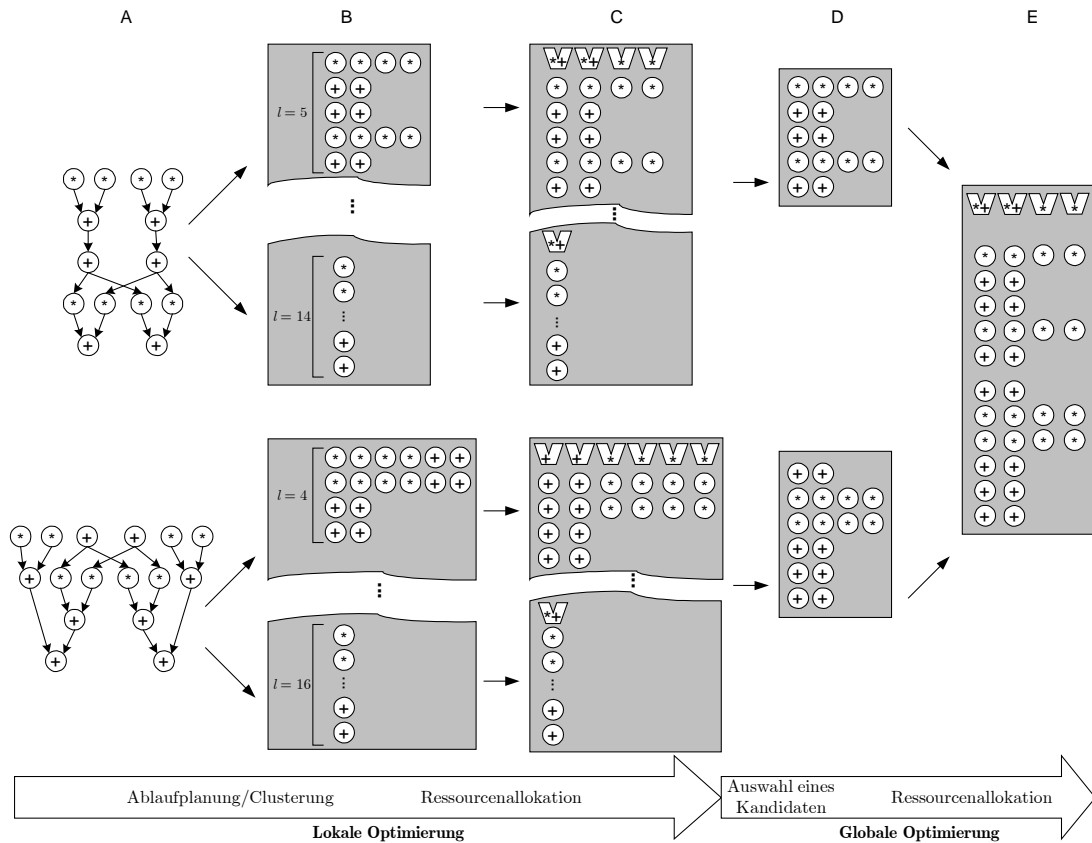 A B C D E
l = 5
l = 14
l = 4
l = 16
Ablaufplanung/Clusterung
Ressourcenallokation
Auswahl eines
Kandidaten
Ressourcenallokation
Lokale Optimierung
Globale Optimierung